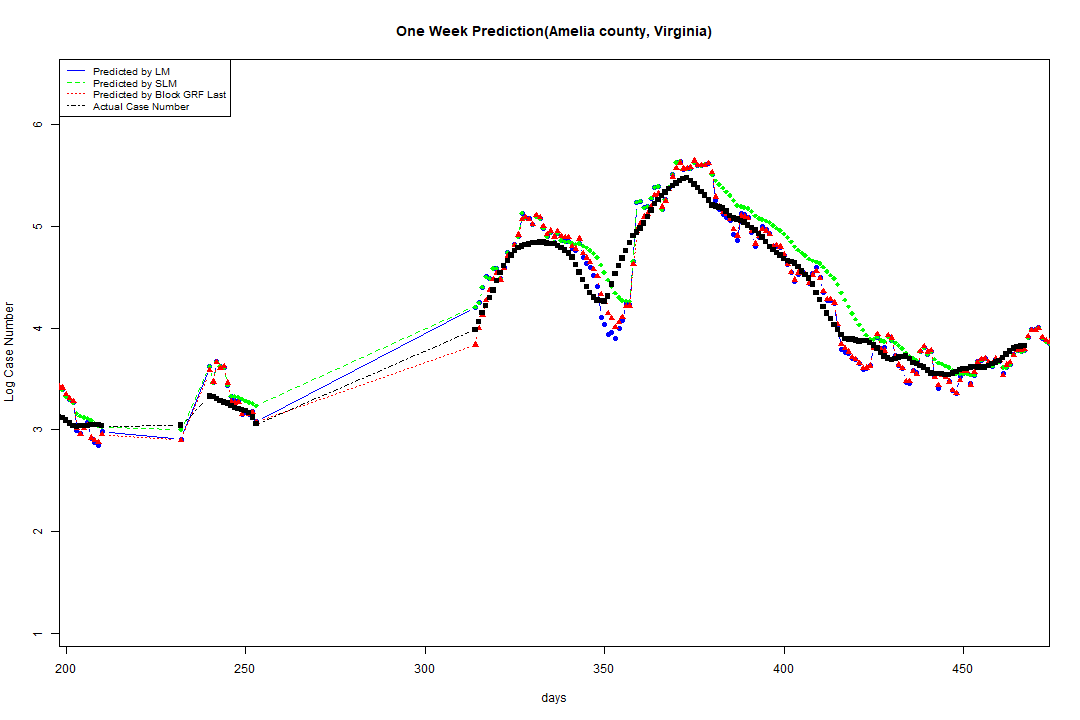 One Week Prediction(Amelia county, Virginia)
Predicted by LM
Predicted by SLM
Predicted by Block GRF Last
Actual Case Number
6
5
4
3
2
1
Log Case Number
200
250
300
350
400
450
days